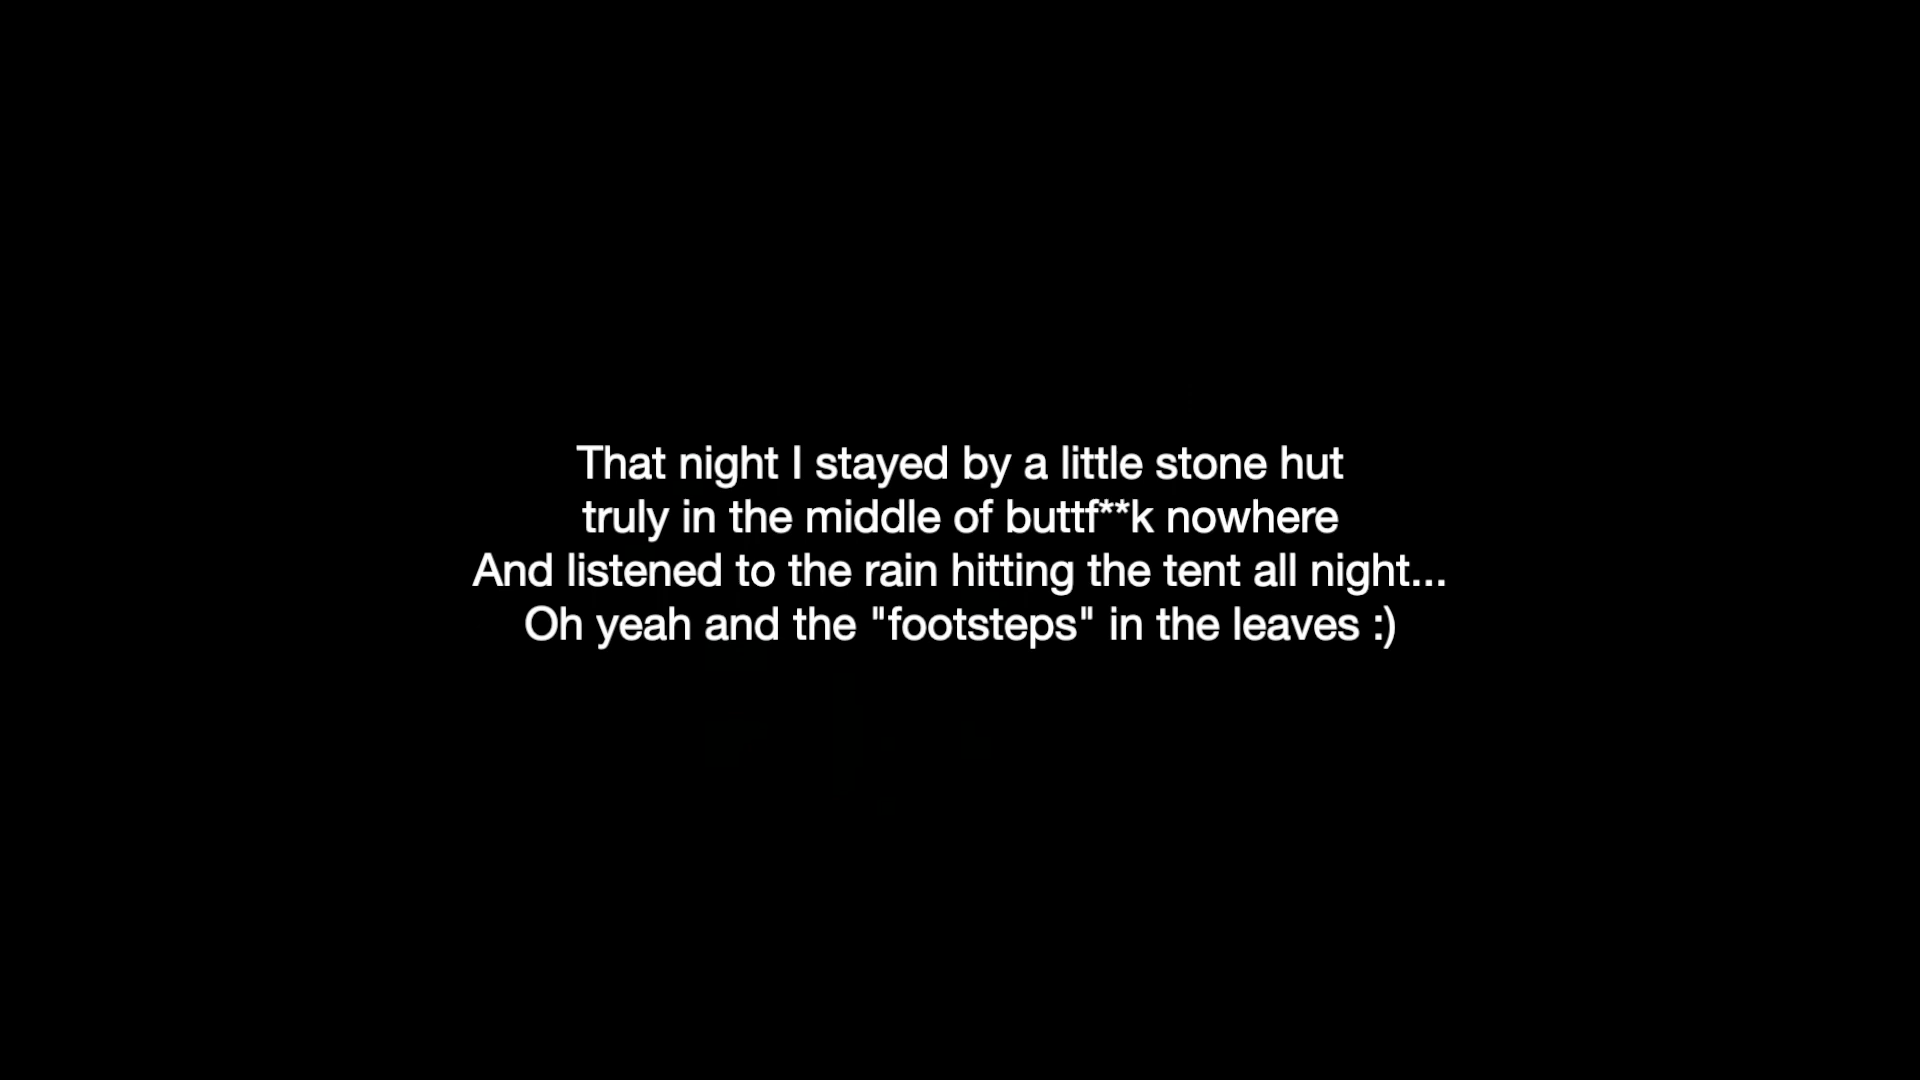 That night I stayed by a little stone hut
truly in the middle of buttf**k nowhere
And listened to the rain hitting the tent all night...
Oh yeah and the "footsteps" in the leaves :)